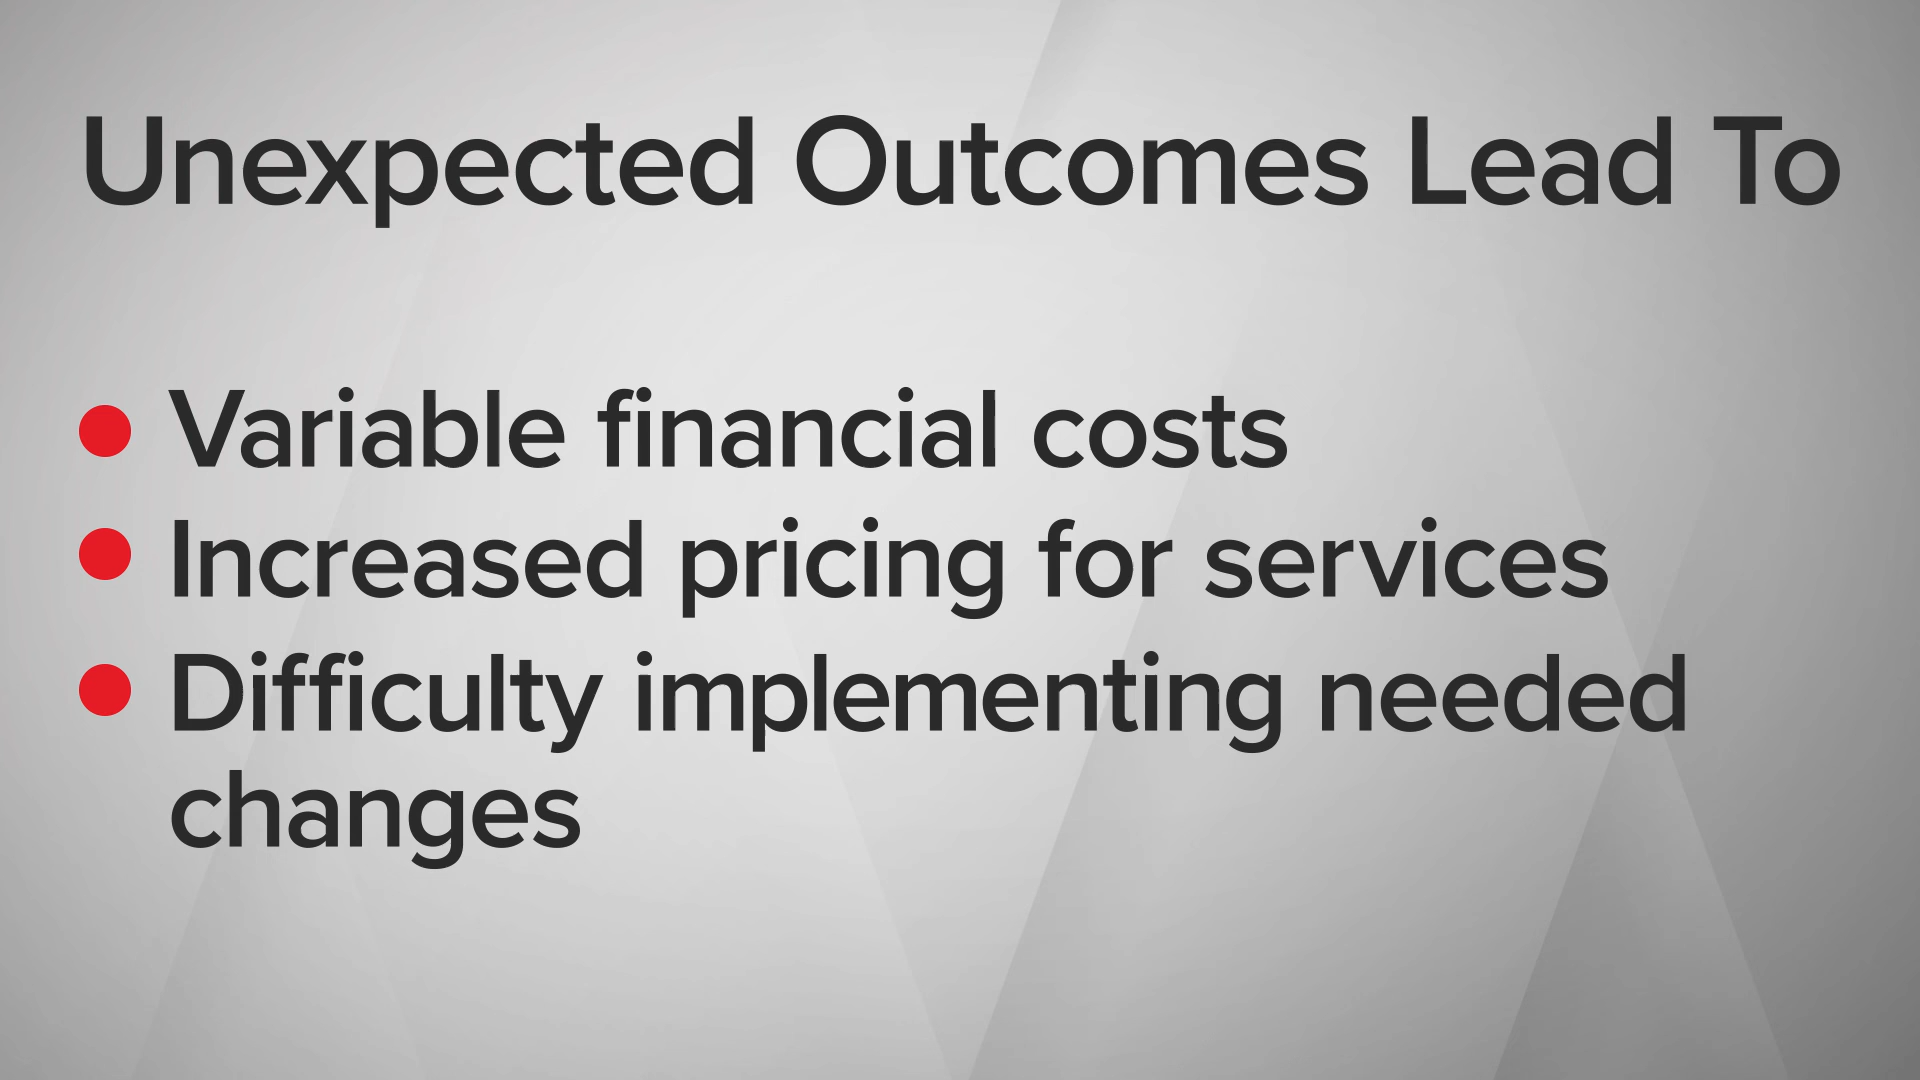 Unexpected Outcomes Lead To
Variable financial costs
Increased pricing for services
Difficulty implementing needed
changes